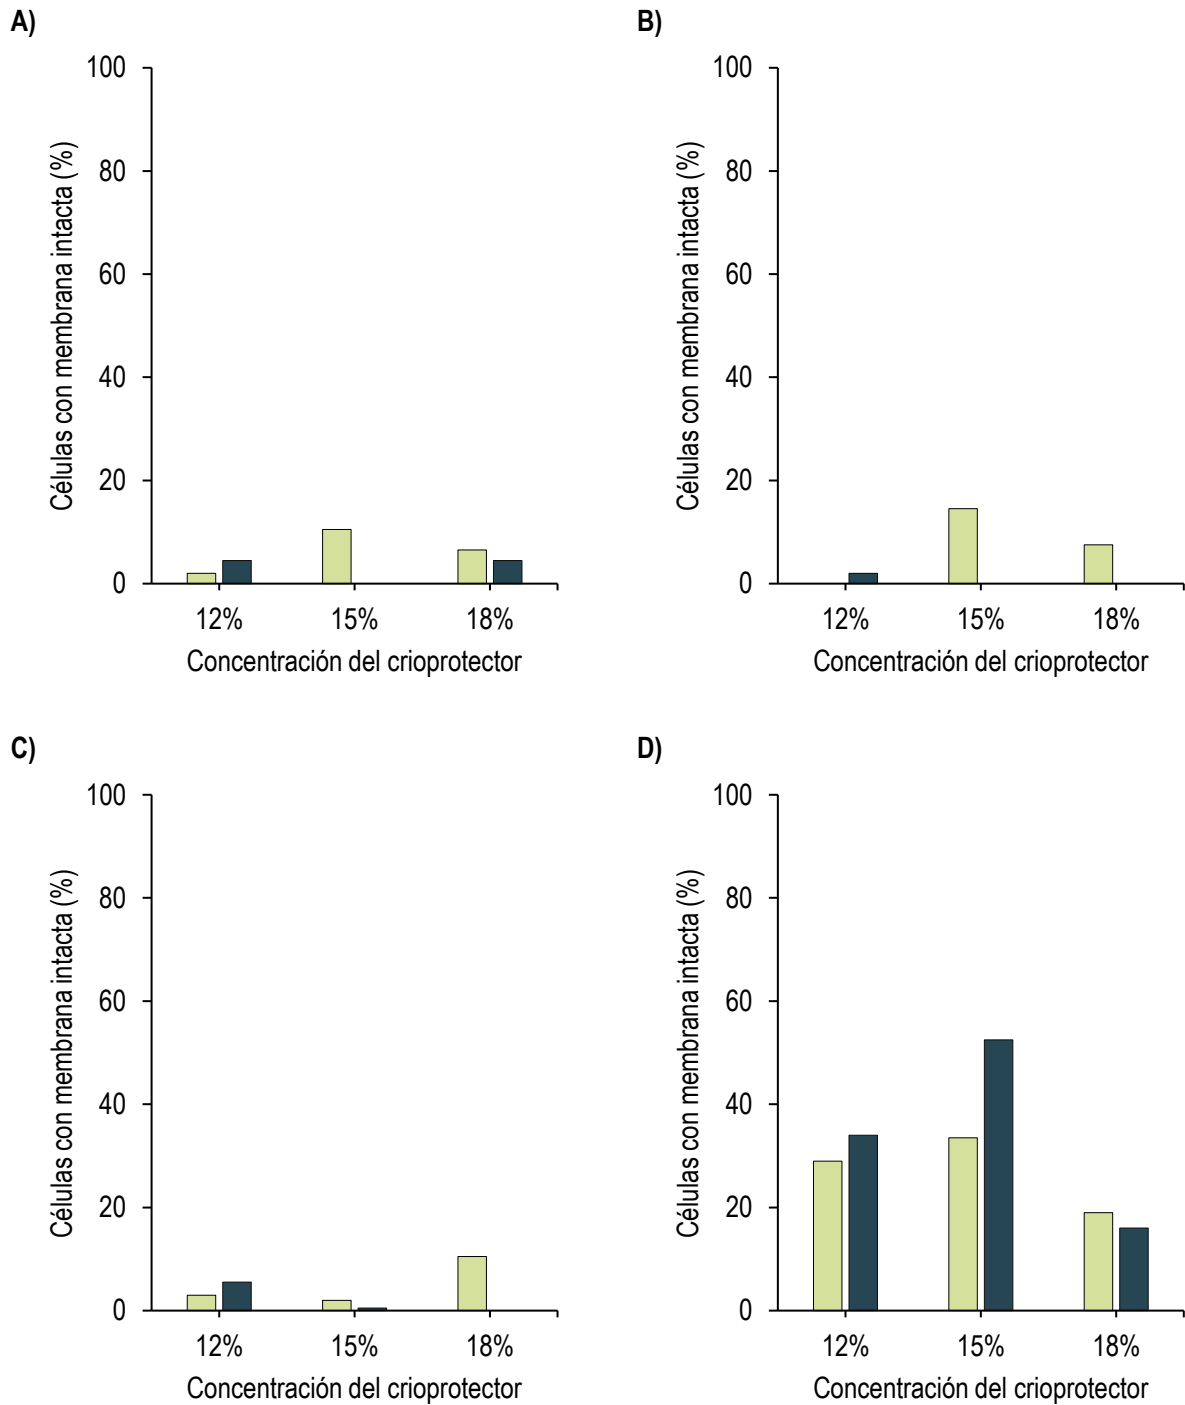 A)
100
80
60
40
20
0
Células con membrana intacta (%)
12% 15% 18%
Concentración del crioprotector
B)
100
80
60
40
20
0
Células con membrana intacta (%)
12% 15% 18%
Concentración del crioprotector
C)
100
80
60
40
20
0
Células con membrana intacta (%)
12% 15% 18%
Concentración del crioprotector
D)
100
80
60
40
20
0
Células con membrana intacta (%)
12% 15% 18%
Concentración del crioprotector